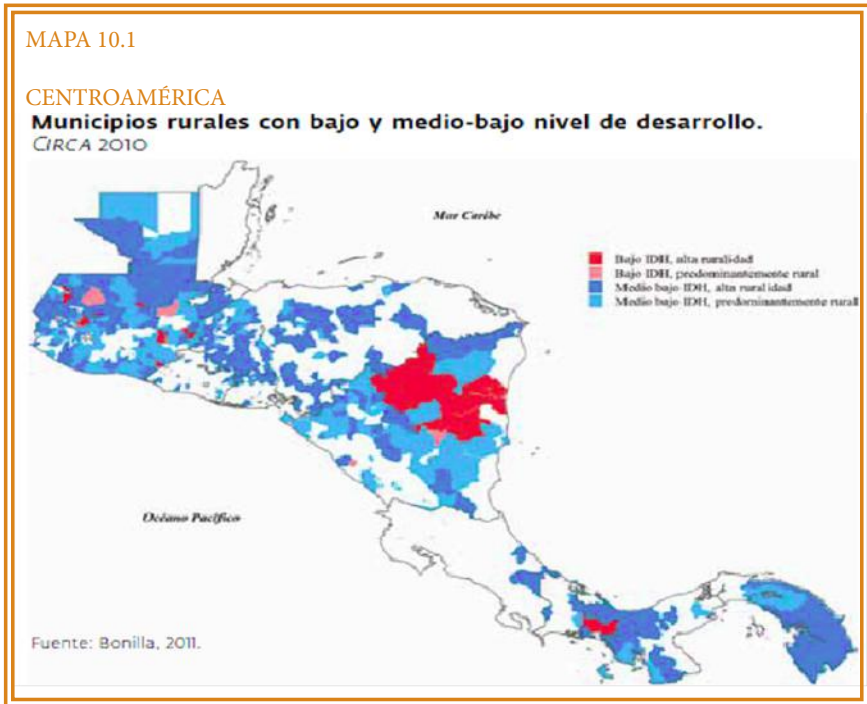 MAPA 10.1
CENTROAMÉRICA
Municipios rurales con bajo y medio-bajo nivel de desarrollo.
CIRCA 2010
Mar Caribe
Bajo IDH, alta ruralidad
Bajo IDH, predominantemente rural
Medio bajo IDH, alta ruralidad
Medio bajo IDH, predominantemente rural
Océano Pacífico
Fuente: Bonilla, 2011.